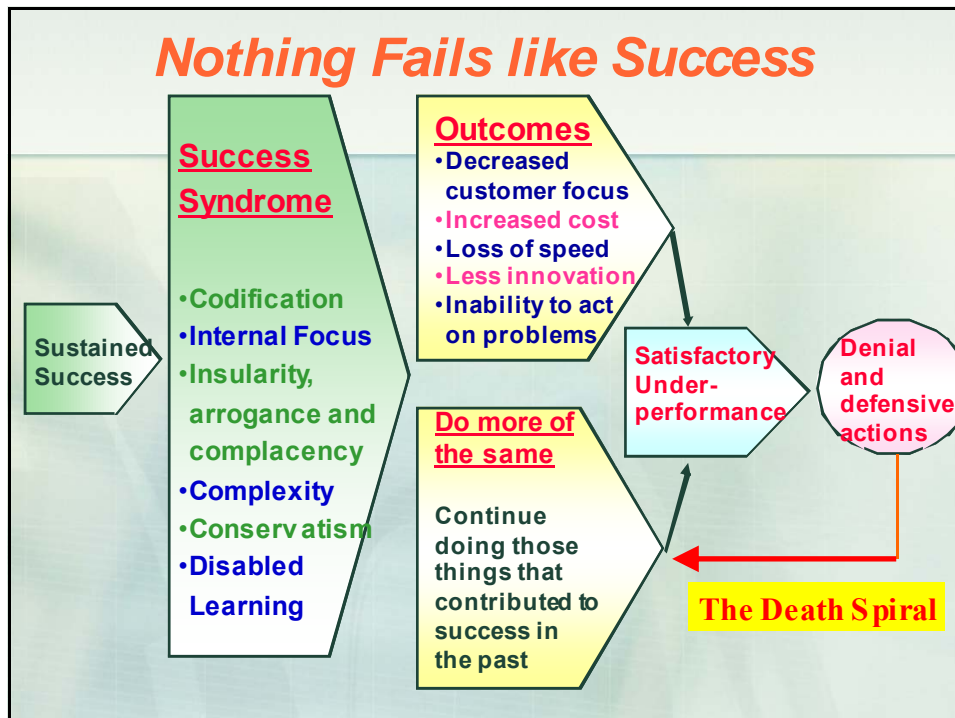 Nothing Fails like Success
Sustained
Success
Success
Syndrome
•Codification
•Internal Focus
•Insularity,
arrogance and
complacency
•Complexity
•Conservatism
•Disabled
Learning
Outcomes
•Decreased
customer focus
•Increased cost
•Loss of speed
•Less innovation
•Inability to act
on problems
Do more of
the same
Continue
doing those
things that
contributed to
success in
the past
Satisfactory
Under-
performance
Denial
and
defensive
actions
The Death Spiral